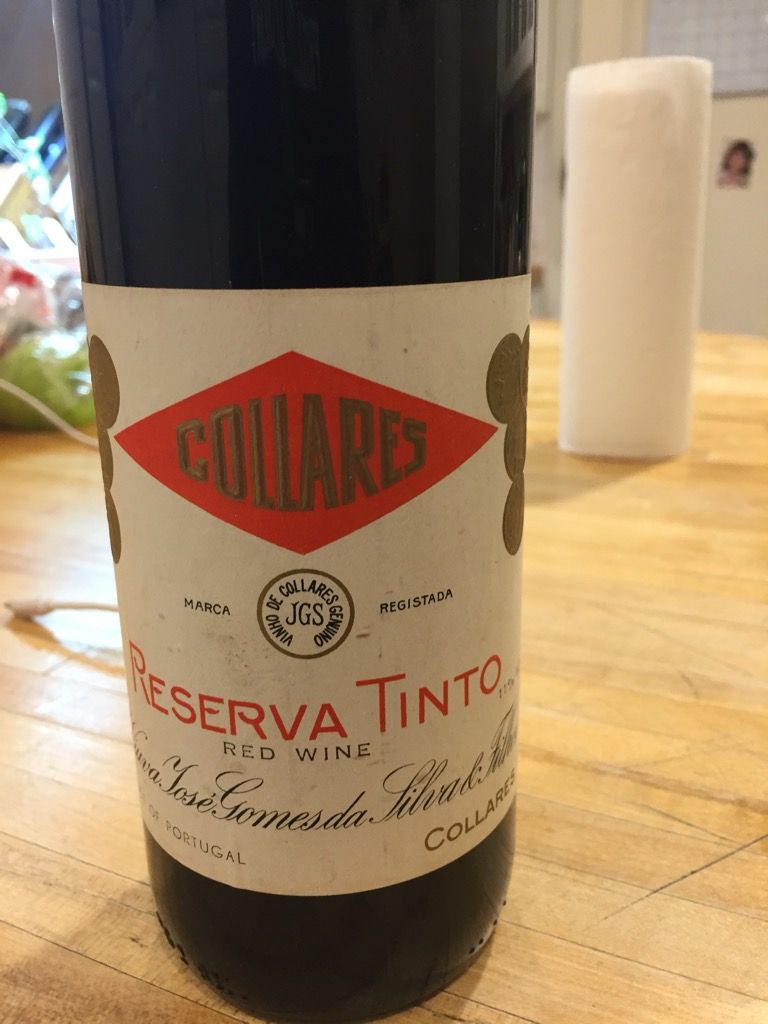 COLLARES
MARCA
VINHO DE COLLARES GENUINO
JGS
REGISTADA
RESERVA TINTO
RED WINE
José Gomes da Silva &
OF PORTUGAL
COLLARES